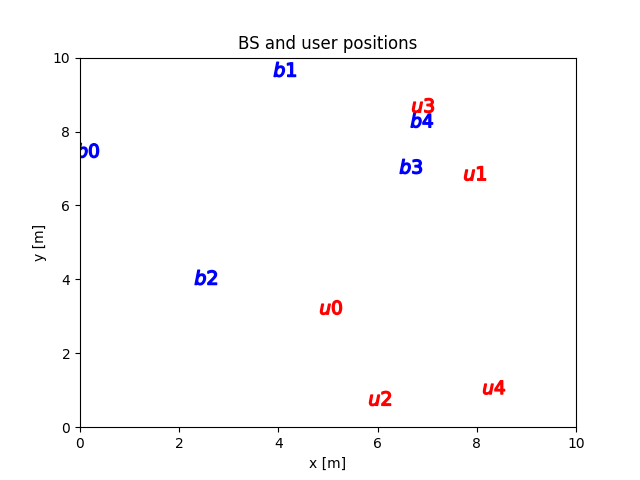 BS and user positions
10
8
6
4
2
0
y [m]
b1
u3
b4
b0
b3
u1
b2
u0
u4
u2
0 2 4 6 8 10
x [m]